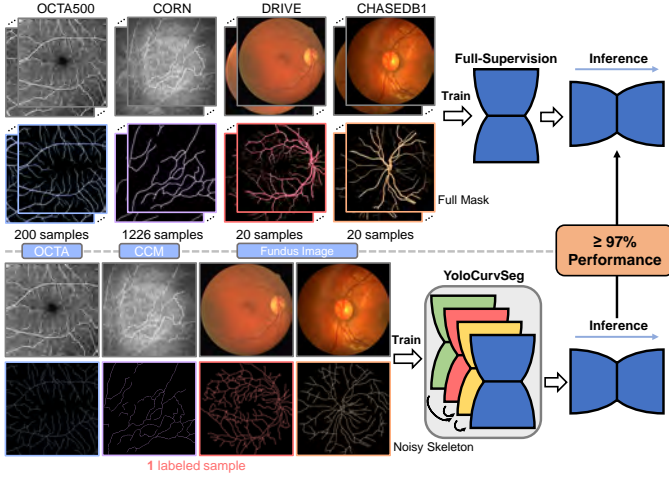 OCTA500 CORN DRIVE CHASEDB1
Full-Supervision
Inference
Train
Full Mask
200 samples 1226 samples 20 samples 20 samples
OCTA CCM Fundus Image
≥ 97%
Performance
YoloCurvSeg
Inference
Train
Noisy Skeleton
1 labeled sample